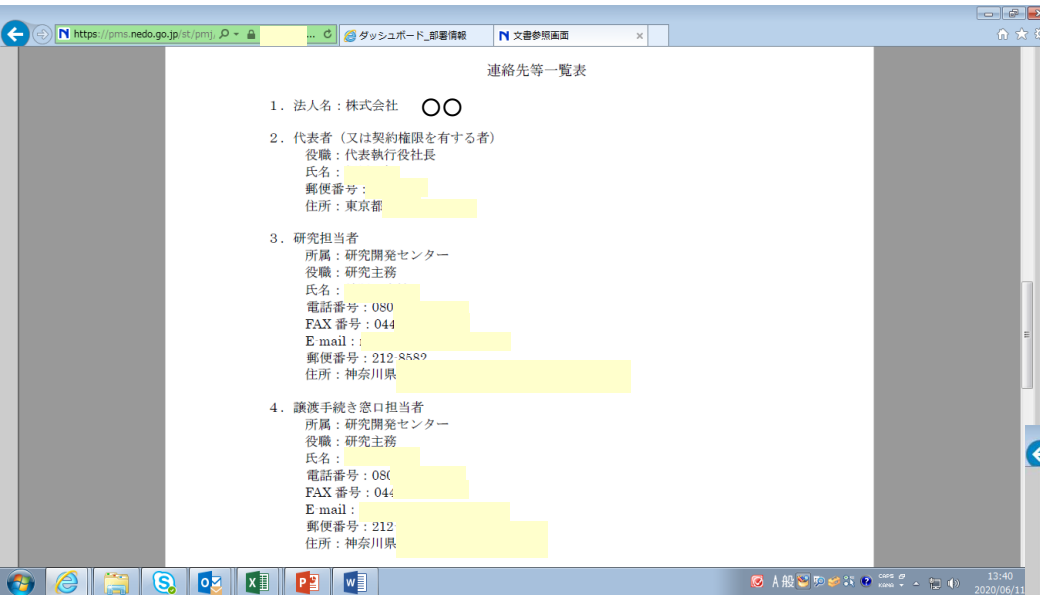 https://pms.nedo.go.jp/st/pmj,
...
ダッシュボード_部署情報
文書参照画面
連絡先等一覧表
1．法人名：株式会社 〇〇
2．代表者（又は契約権限を有する者）
役職：代表執行役社長
氏名：
郵便番号：
住所：東京都
3．研究担当者
所属：研究開発センター
役職：研究主務
氏名：
電話番号：080
FAX 番号：044
E-mail：
郵便番号：212-8582
住所：神奈川県
4．譲渡手続き窓口担当者
所属：研究開発センター
役職：研究主務
氏名：
電話番号：080
FAX 番号：044
E-mail：
郵便番号：212
住所：神奈川県
A 般
CAPS
KANA
13:40
2020/06/11